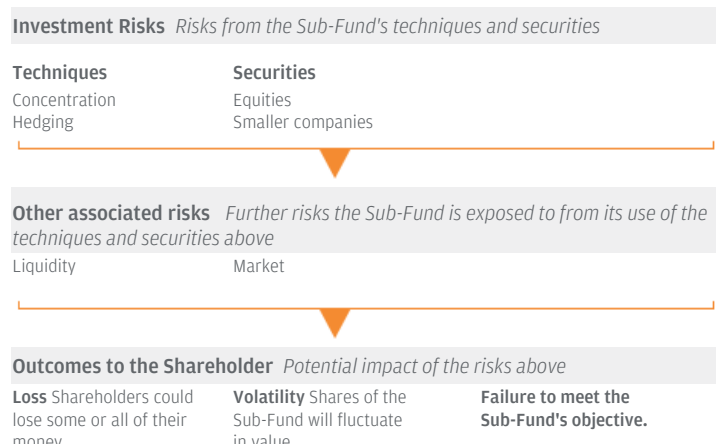 Investment Risks Risks from the Sub-Fund's techniques and securities
Techniques Securities
Concentration Equities
Hedging Smaller companies
Other associated risks Further risks the Sub-Fund is exposed to from its use of the
techniques and securities above
Liquidity Market
Outcomes to the Shareholder Potential impact of the risks above
Loss Shareholders could Volatility Shares of the Failure to meet the
lose some or all of their Sub-Fund will fluctuate Sub-Fund's objective.
money in value